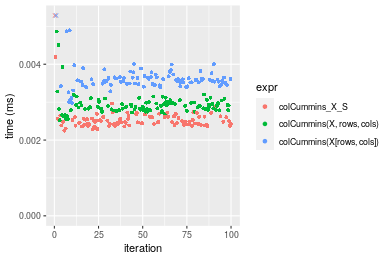 time (ms)
0.004
0.002
0.000
0
25
50
75
100
iteration
expr
colCummins_X_S
colCummins(X, rows, cols)
colCummins(X[rows, cols])